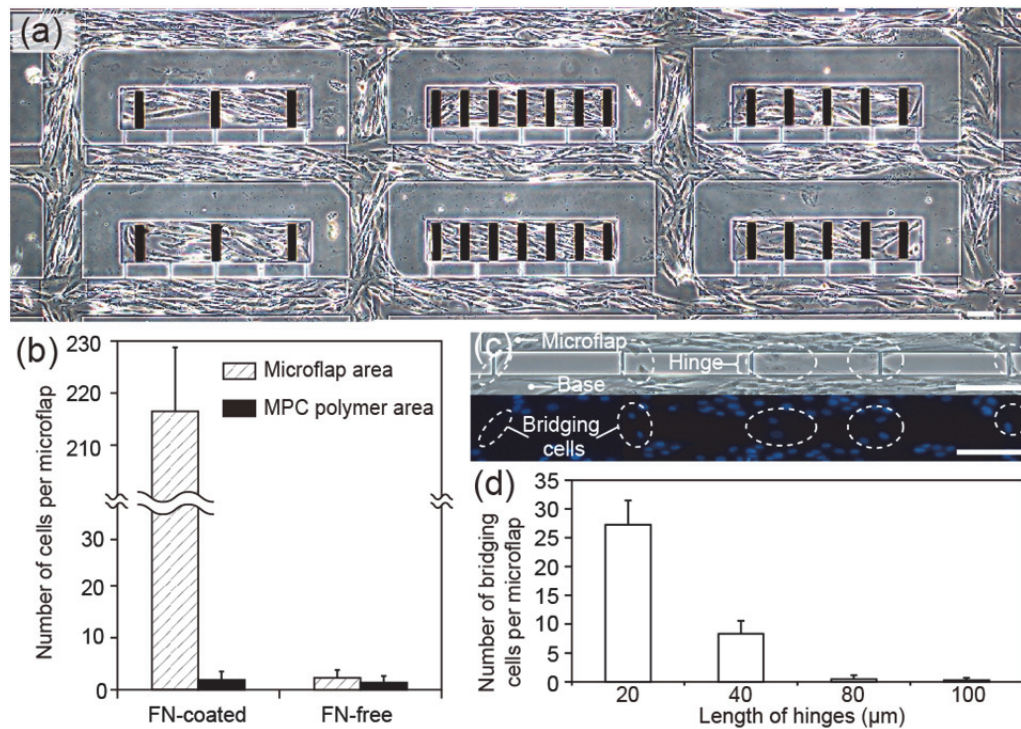 (a)
(b)
230
220
210
30
20
10
0
Number of cells per microflap
Microflap area
MPC polymer area
FN-coated
FN-free
(c)
Microflap
Hinge
Base
Bridging
cells
(d)
35
30
25
20
15
10
5
0
Number of bridging
cells per microflap
20
40
80
100
Length of hinges (μm)